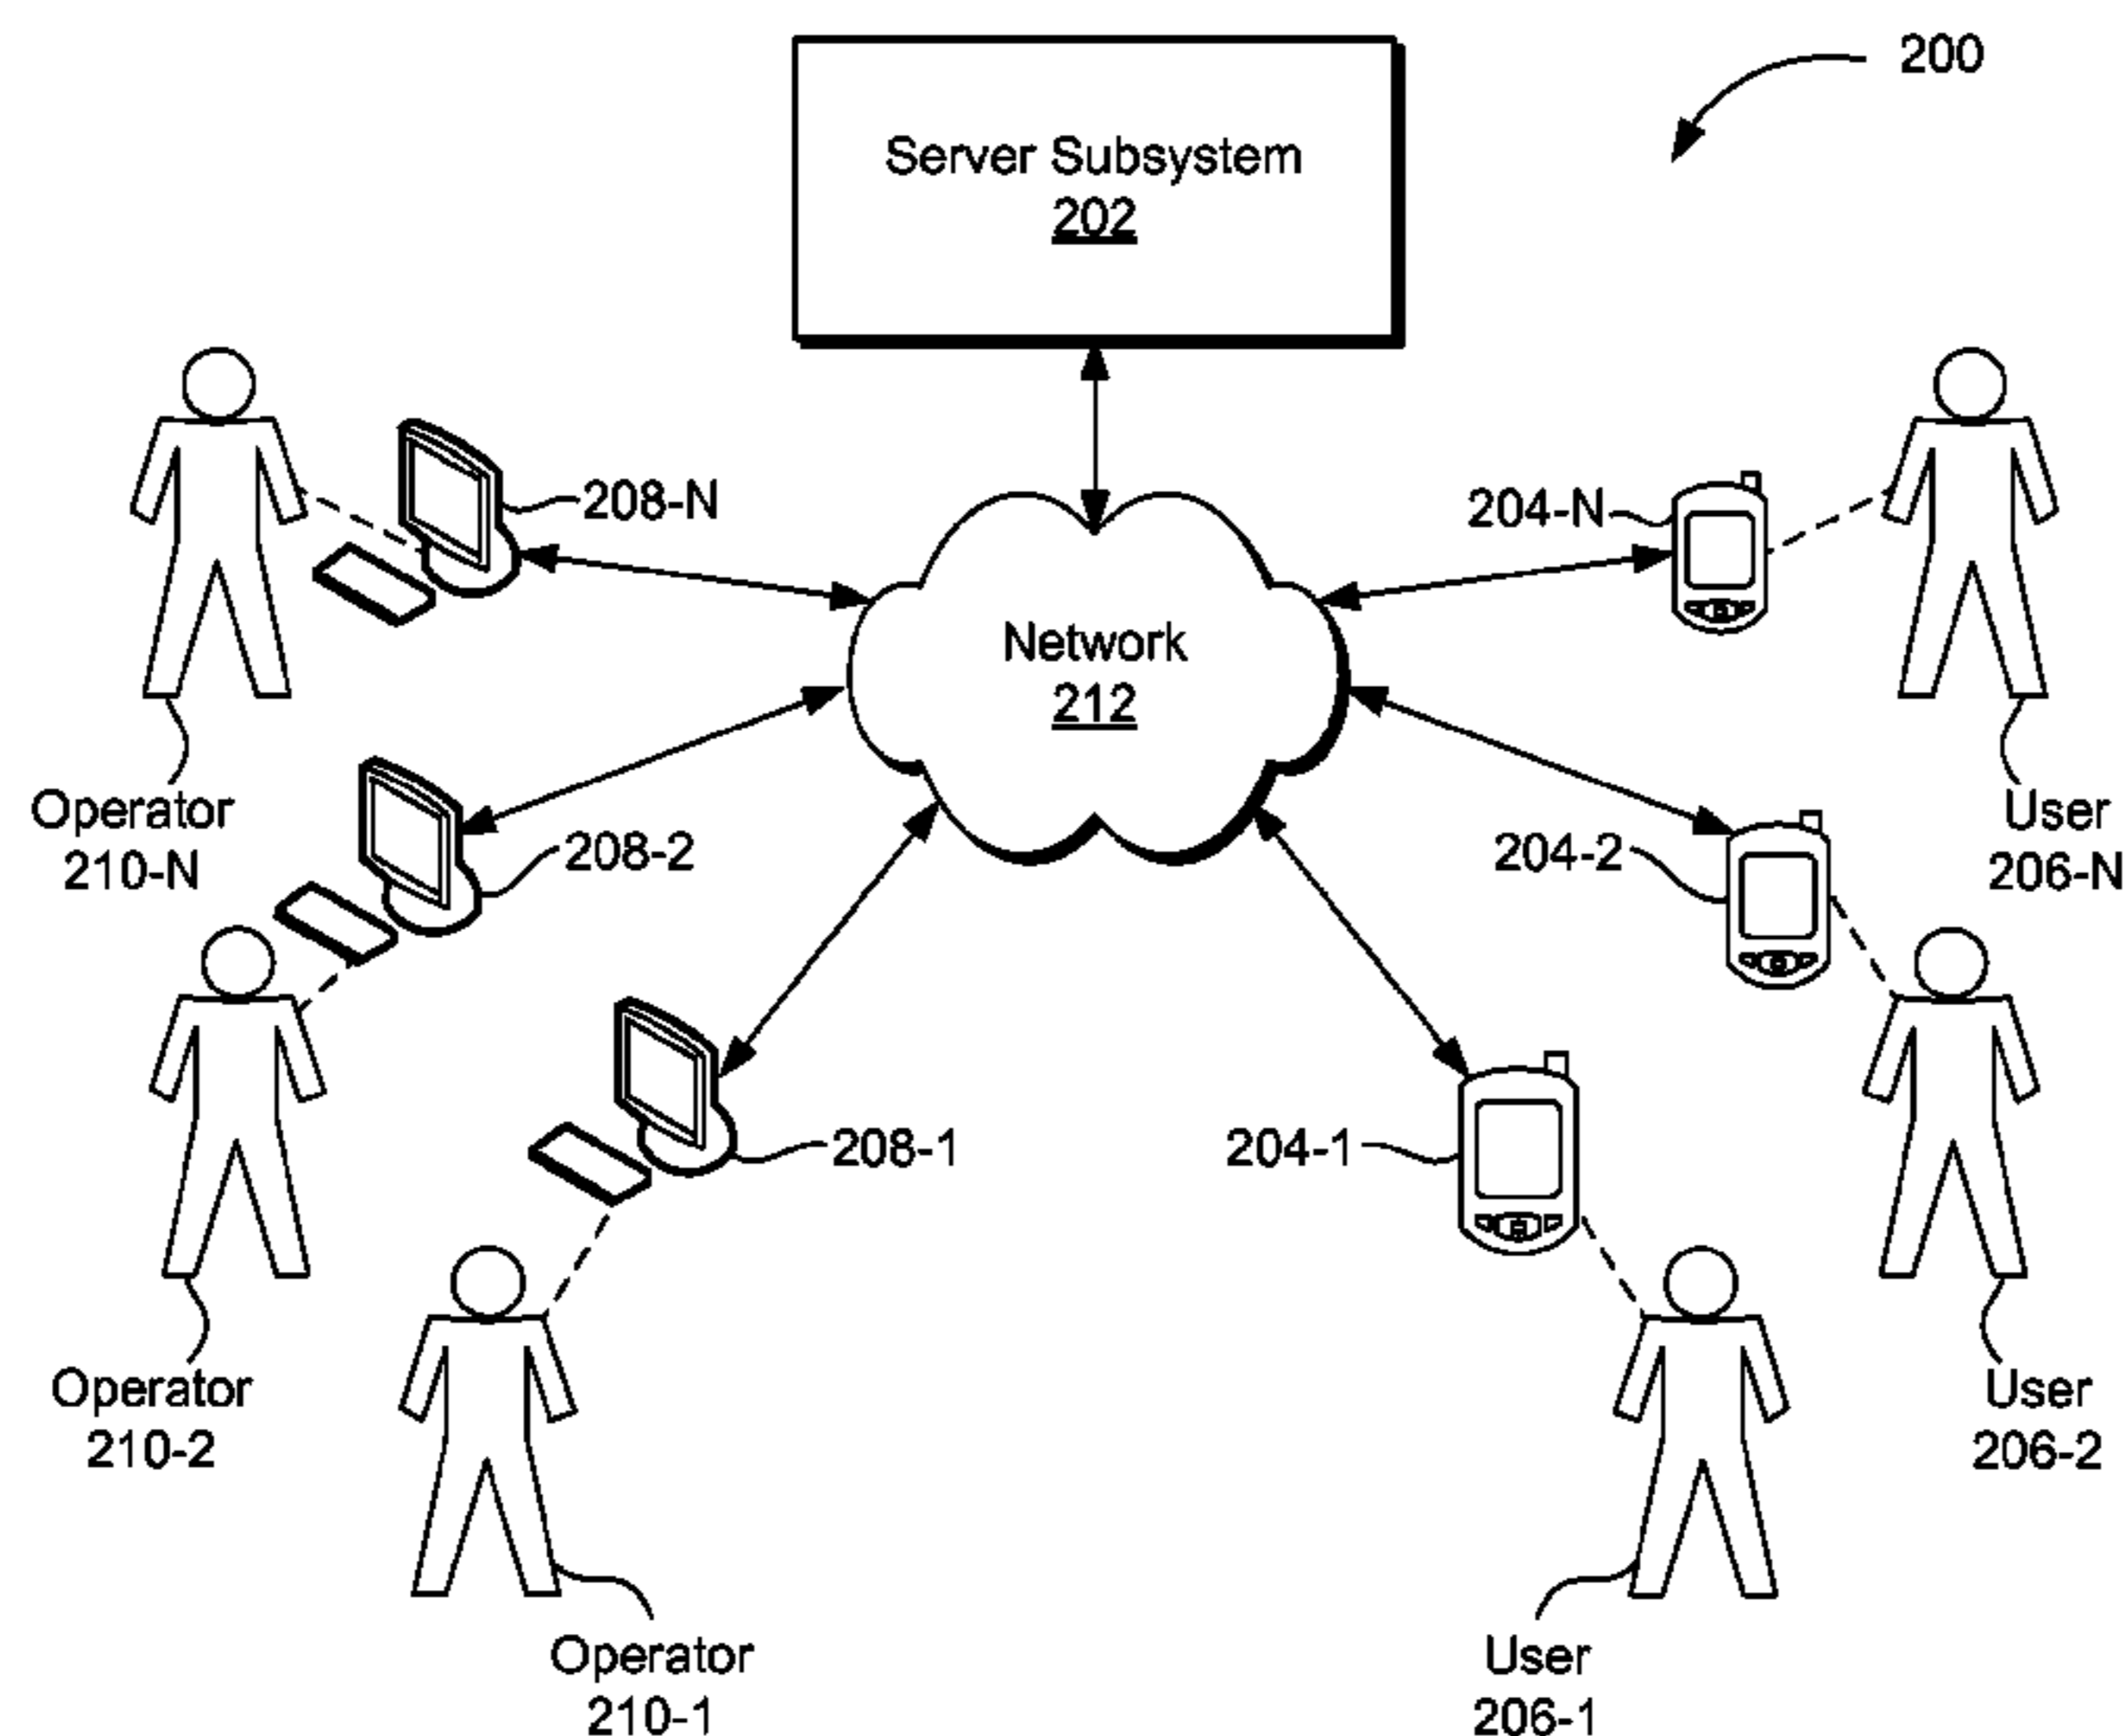 200
Server Subsystem
202
208-N
204-N
Network
212
Operator
210-N
User
206-N
208-2
204-2
208-1
204-1
Operator
210-2
User
206-2
Operator
210-1
User
206-1